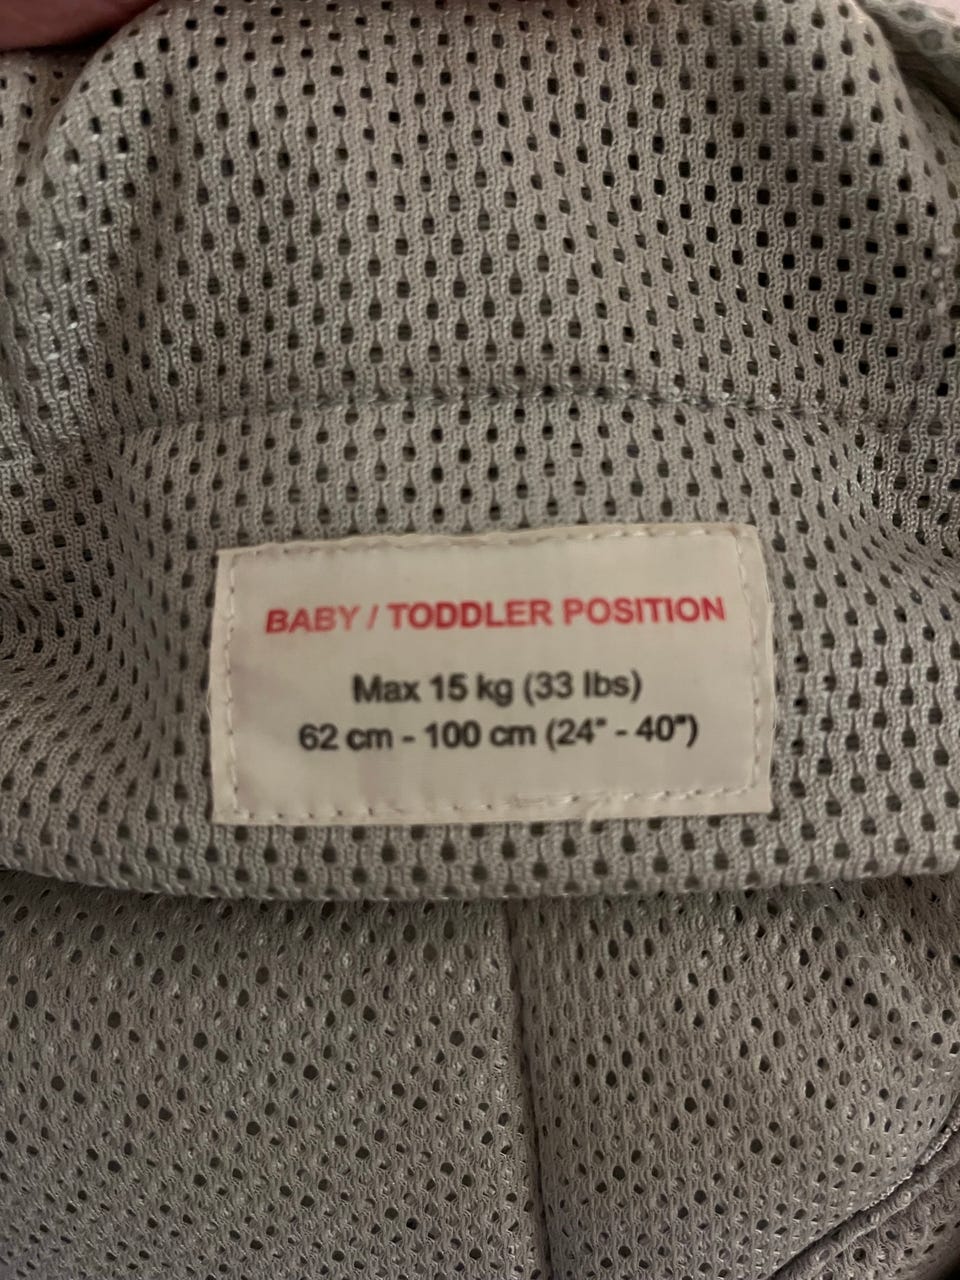 BABY / TODDLER POSITION
Max 15 kg (33 lbs)
62 cm - 100 cm (24" - 40")